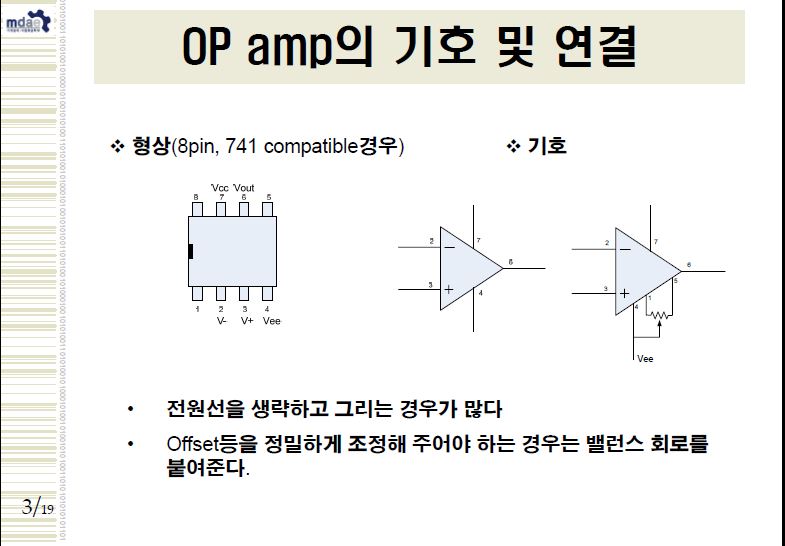 mdae
OP amp의 기호 및 연결
❖ 형상(8pin, 741 compatible경우)
❖ 기호
Vcc Vout
8 7 6 5
1 2 3 4
V- V+ Vee
2 − 7 6
3 + 4
2 − 7 6
3 + 4 1 5
Vee
• 전원선을 생략하고 그리는 경우가 많다
• Offset등을 정밀하게 조정해 주어야 하는 경우는 밸런스 회로를
붙여준다.
3/19